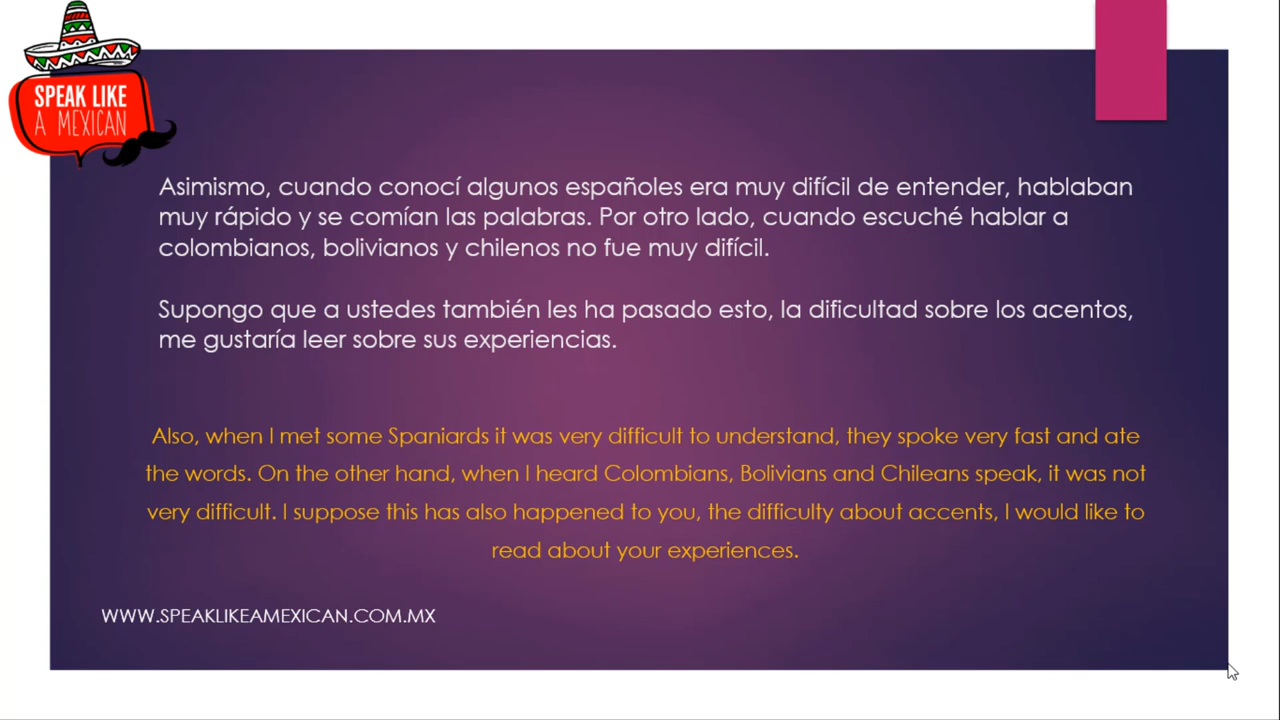 SPEAK LIKE
A MEXICAN
Asimismo, cuando conocí algunos españoles era muy difícil de entender, hablaban
muy rápido y se comían las palabras. Por otro lado, cuando escuché hablar a
colombianos, bolivianos y chilenos no fue muy difícil.
Supongo que a ustedes también les ha pasado esto, la dificultad sobre los acentos,
me gustaría leer sobre sus experiencias.
Also, when I met some Spaniards it was very difficult to understand, they spoke very fast and ate
the words. On the other hand, when I heard Colombians, Bolivians and Chileans speak, it was not
very difficult. I suppose this has also happened to you, the difficulty about accents, I would like to
read about your experiences.
WWW.SPEAKLIKEAMEXICAN.COM.MX